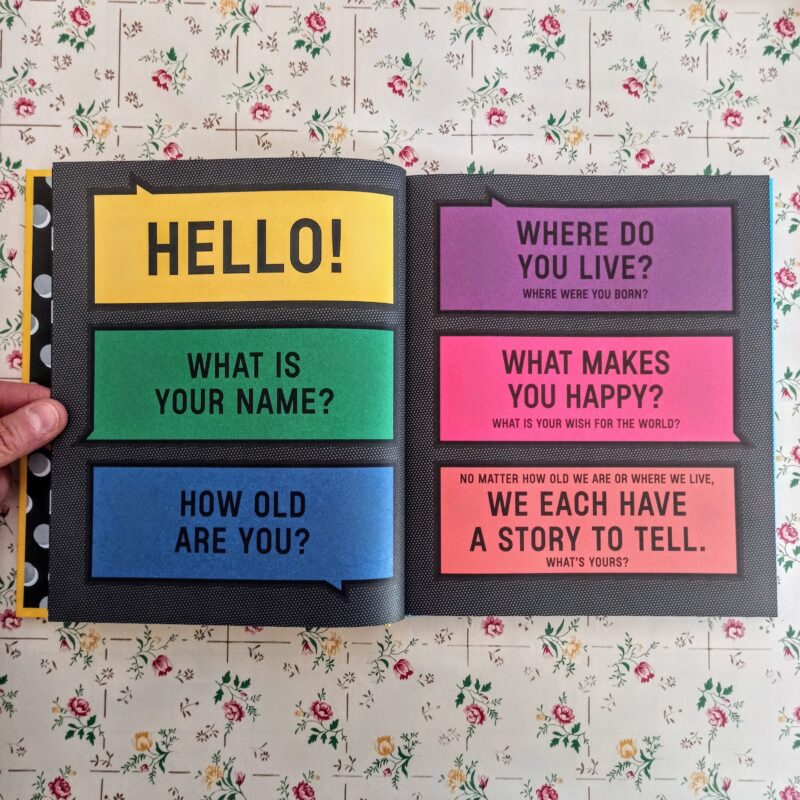 HELLO!
WHAT IS
YOUR NAME?
HOW OLD
ARE YOU?
WHERE DO
YOU LIVE?
WHERE WERE YOU BORN?
WHAT MAKES
YOU HAPPY?
WHAT IS YOUR WISH FOR THE WORLD?
NO MATTER HOW OLD WE ARE OR WHERE WE LIVE,
WE EACH HAVE
A STORY TO TELL.
WHAT'S YOURS?